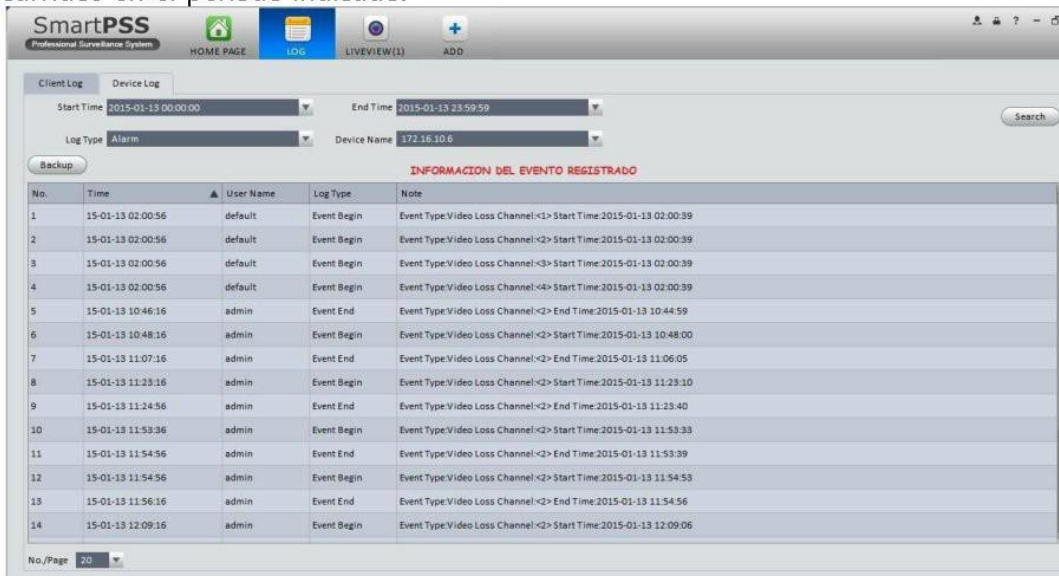 SmartPSS
Professional Surveillance System
HOME PAGE
LOG
LIVEVIEW(1)
ADD
?
Client Log
Device Log
Start Time 2015-01-13 00:00:00
End Time 2015-01-13 23:59:59
Search
Log Type Alarm
Device Name 172.16.10.6
Backup
INFORMACION DEL EVENTO REGISTRADO
No. Time User Name Log Type Note
1 15-01-13 02:00:56 default Event Begin Event Type:Video Loss Channel:<1> Start Time:2015-01-13 02:00:39
2 15-01-13 02:00:56 default Event Begin Event Type:Video Loss Channel:<2> Start Time:2015-01-13 02:00:39
3 15-01-13 02:00:56 default Event Begin Event Type:Video Loss Channel:<3> Start Time:2015-01-13 02:00:39
4 15-01-13 02:00:56 default Event Begin Event Type:Video Loss Channel:<4> Start Time:2015-01-13 02:00:39
5 15-01-13 10:46:16 admin Event End Event Type:Video Loss Channel:<2> End Time:2015-01-13 10:44:59
6 15-01-13 10:48:16 admin Event Begin Event Type:Video Loss Channel:<2> Start Time:2015-01-13 10:48:00
7 15-01-13 11:07:16 admin Event End Event Type:Video Loss Channel:<2> End Time:2015-01-13 11:06:05
8 15-01-13 11:23:16 admin Event Begin Event Type:Video Loss Channel:<2> Start Time:2015-01-13 11:23:10
9 15-01-13 11:24:56 admin Event End Event Type:Video Loss Channel:<2> End Time:2015-01-13 11:23:40
10 15-01-13 11:53:36 admin Event Begin Event Type:Video Loss Channel:<2> Start Time:2015-01-13 11:53:33
11 15-01-13 11:54:56 admin Event End Event Type:Video Loss Channel:<2> End Time:2015-01-13 11:53:39
12 15-01-13 11:54:56 admin Event Begin Event Type:Video Loss Channel:<2> Start Time:2015-01-13 11:54:53
13 15-01-13 11:56:16 admin Event End Event Type:Video Loss Channel:<2> End Time:2015-01-13 11:54:56
14 15-01-13 12:09:16 admin Event Begin Event Type:Video Loss Channel:<2> Start Time:2015-01-13 12:09:06
No./Page 20